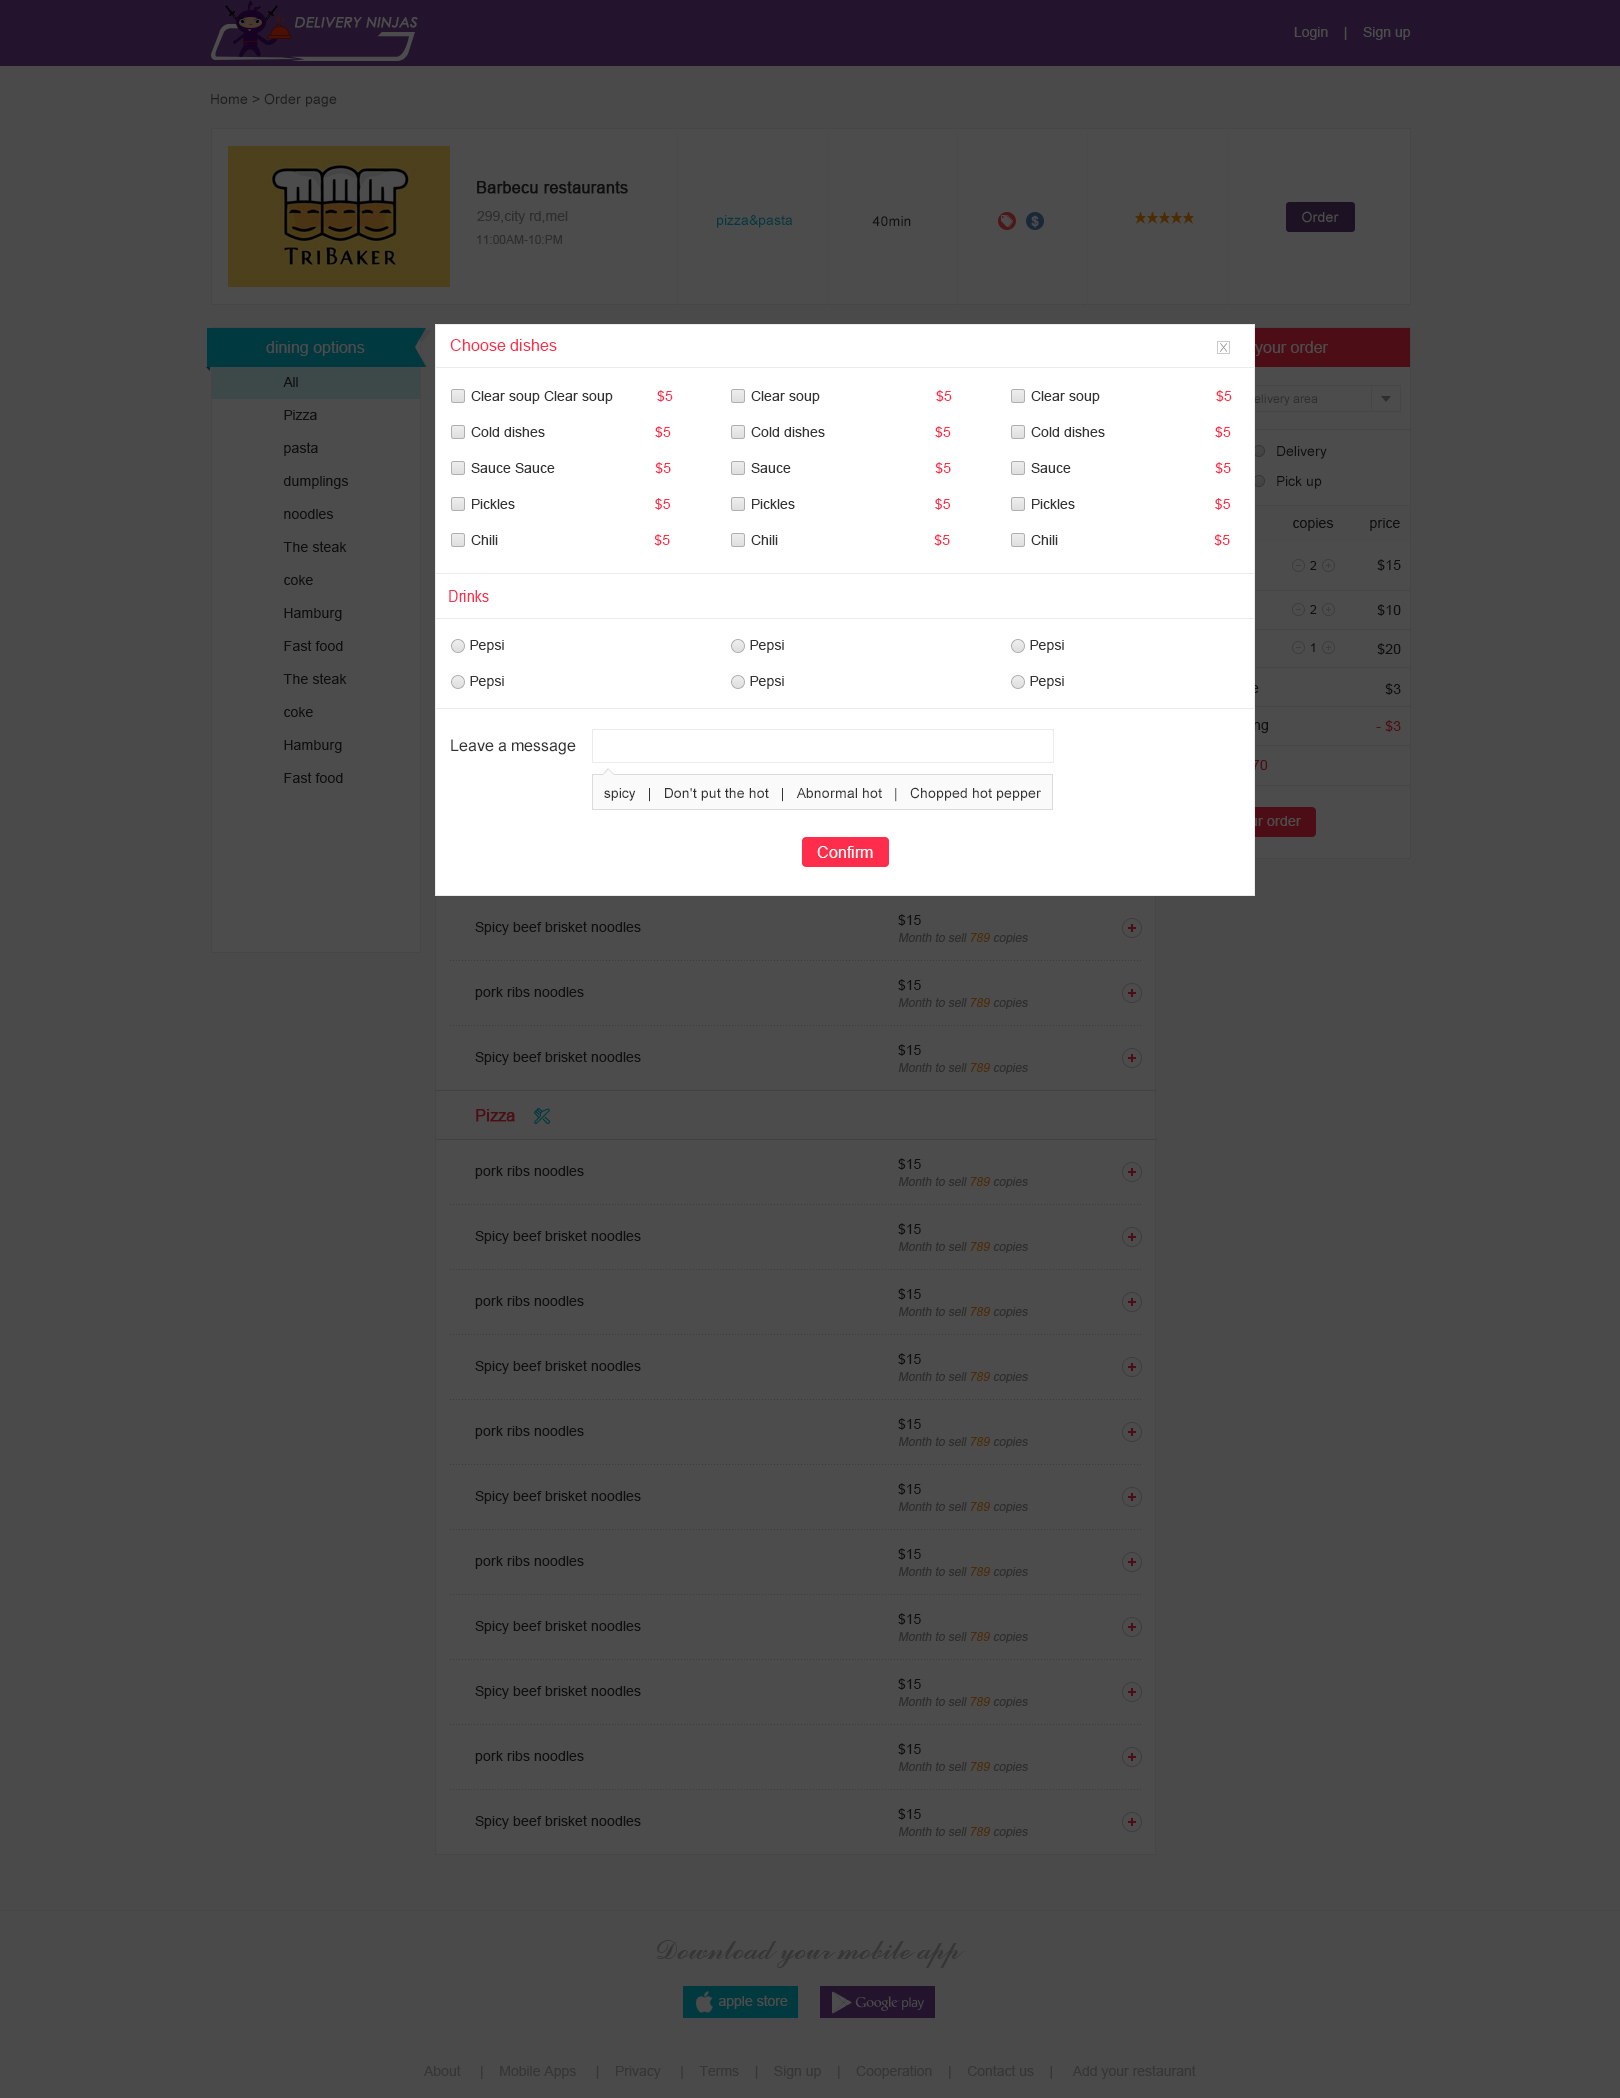 DELIVERY NINJAS
Login | Sign up
Home > Order page
Barbecu restaurants
299,city rd,mel
11:00AM-10:PM
TRIBAKER
pizza&pasta
40min
Order
dining options
All
Pizza
pasta
dumplings
noodles
The steak
coke
Hamburg
Fast food
The steak
coke
Hamburg
Fast food
Choose dishes
X
Clear soup Clear soup $5 Clear soup $5 Clear soup $5
Cold dishes $5 Cold dishes $5 Cold dishes $5
Sauce Sauce $5 Sauce $5 Sauce $5
Pickles $5 Pickles $5 Pickles $5
Chili $5 Chili $5 Chili $5
Drinks
Pepsi Pepsi Pepsi
Pepsi Pepsi Pepsi
Leave a message
spicy | Don't put the hot | Abnormal hot | Chopped hot pepper
Confirm
your order
elivery area
Delivery
Pick up
copies price
2 $15
2 $10
1 $20
e $3
ng - $3
70
ur order
Spicy beef brisket noodles $15
Month to sell 789 copies
pork ribs noodles $15
Month to sell 789 copies
Spicy beef brisket noodles $15
Month to sell 789 copies
Pizza
pork ribs noodles $15
Month to sell 789 copies
Spicy beef brisket noodles $15
Month to sell 789 copies
pork ribs noodles $15
Month to sell 789 copies
Spicy beef brisket noodles $15
Month to sell 789 copies
pork ribs noodles $15
Month to sell 789 copies
Spicy beef brisket noodles $15
Month to sell 789 copies
pork ribs noodles $15
Month to sell 789 copies
Spicy beef brisket noodles $15
Month to sell 789 copies
Spicy beef brisket noodles $15
Month to sell 789 copies
pork ribs noodles $15
Month to sell 789 copies
Spicy beef brisket noodles $15
Month to sell 789 copies
Download your mobile app
apple store Google play
About | Mobile Apps | Privacy | Terms | Sign up | Cooperation | Contact us | Add your restaurant